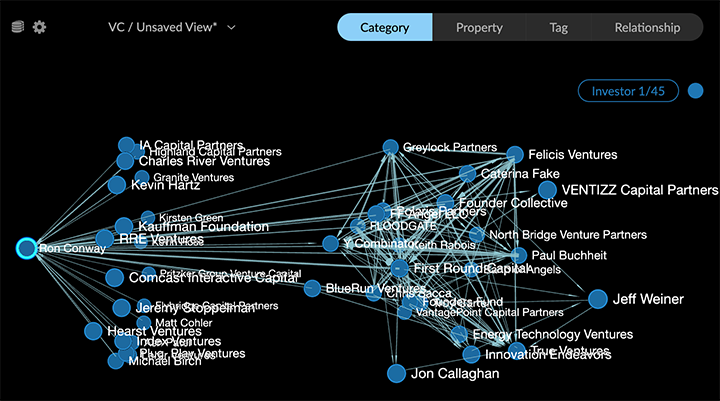 VC / Unsaved View*
Category
Property
Tag
Relationship
Investor 1/45
IA Capital Partners
Highland Capital Partners
Charles River Ventures
Granite Ventures
Kevin Hartz
Kirsten Green
Kauffman Foundation
RRE Ventures
Ron Conway
Pritzker Group Venture Capital
Comcast Interactive Capital
Jeremy Stoppelman
Matt Cohler
Hearst Ventures
Index Ventures
Plug Play Ventures
Michael Birch
Greylock Partners
Felicis Ventures
Caterina Fake
VENTIZZ Capital Partners
Founder Collective
Partners
FLOODGATE
North Bridge Venture Partners
Y Combinator
Keith Rabois
Paul Buchheit
First Round Capital
Angels
BlueRun Ventures
Chris Sacca
Jeff Weiner
Fund
VantagePoint Capital Partners
Energy Technology Ventures
True Ventures
Innovation Endeavors
Jon Callaghan